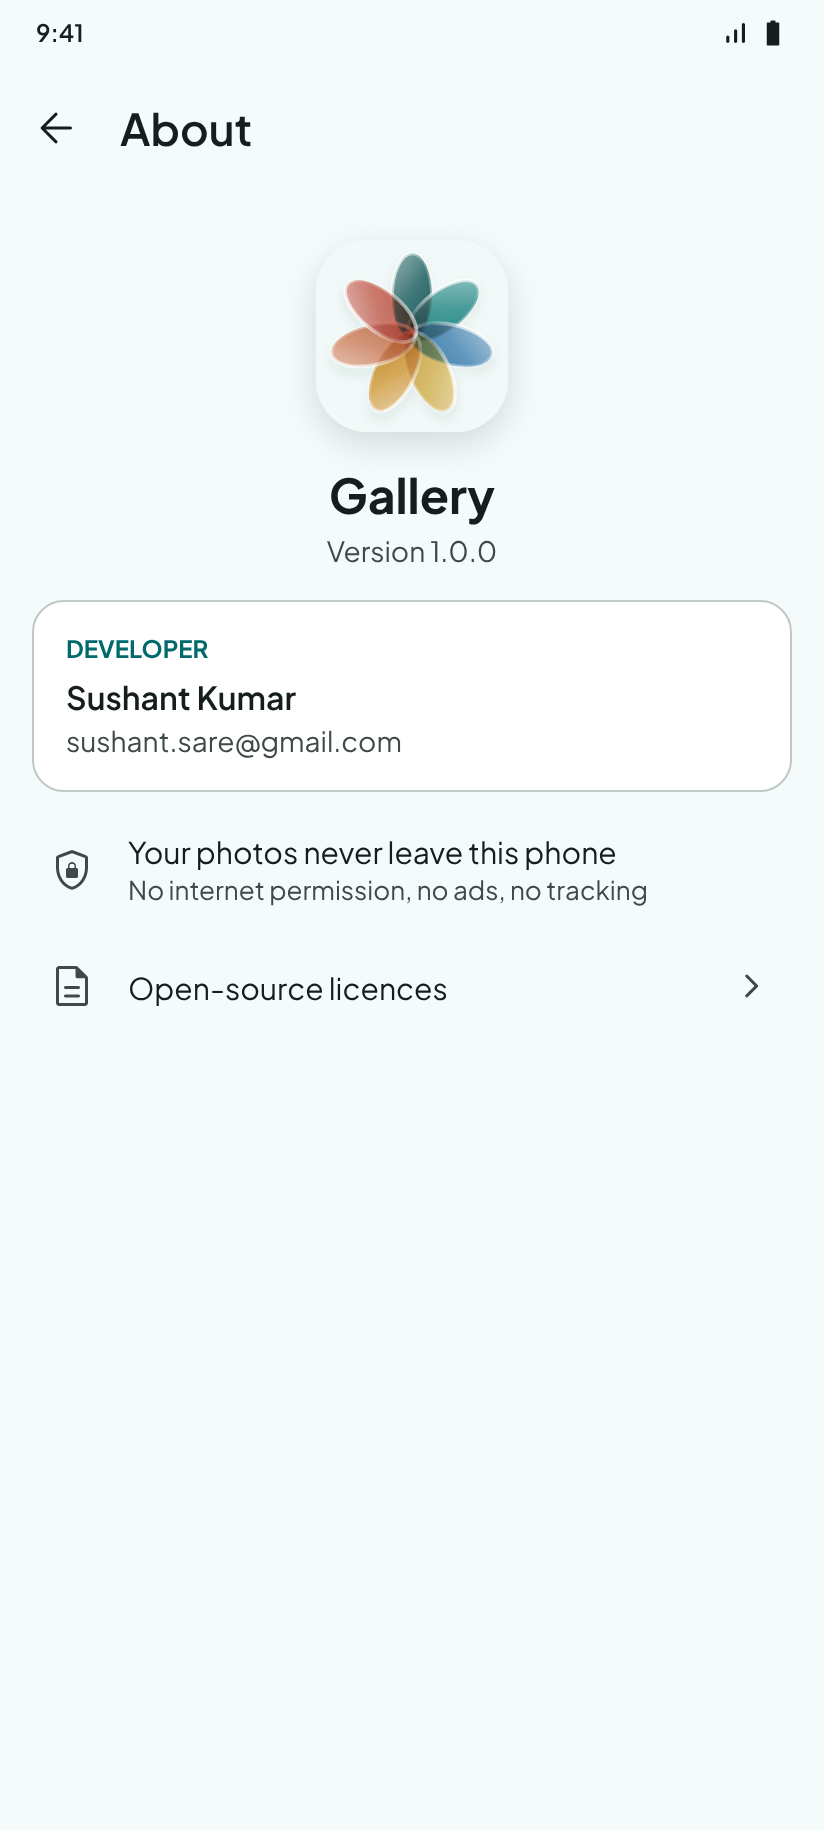 9:41
About
Gallery
Version 1.0.0
DEVELOPER
Sushant Kumar
sushant.sare@gmail.com
Your photos never leave this phone
No internet permission, no ads, no tracking
Open-source licences